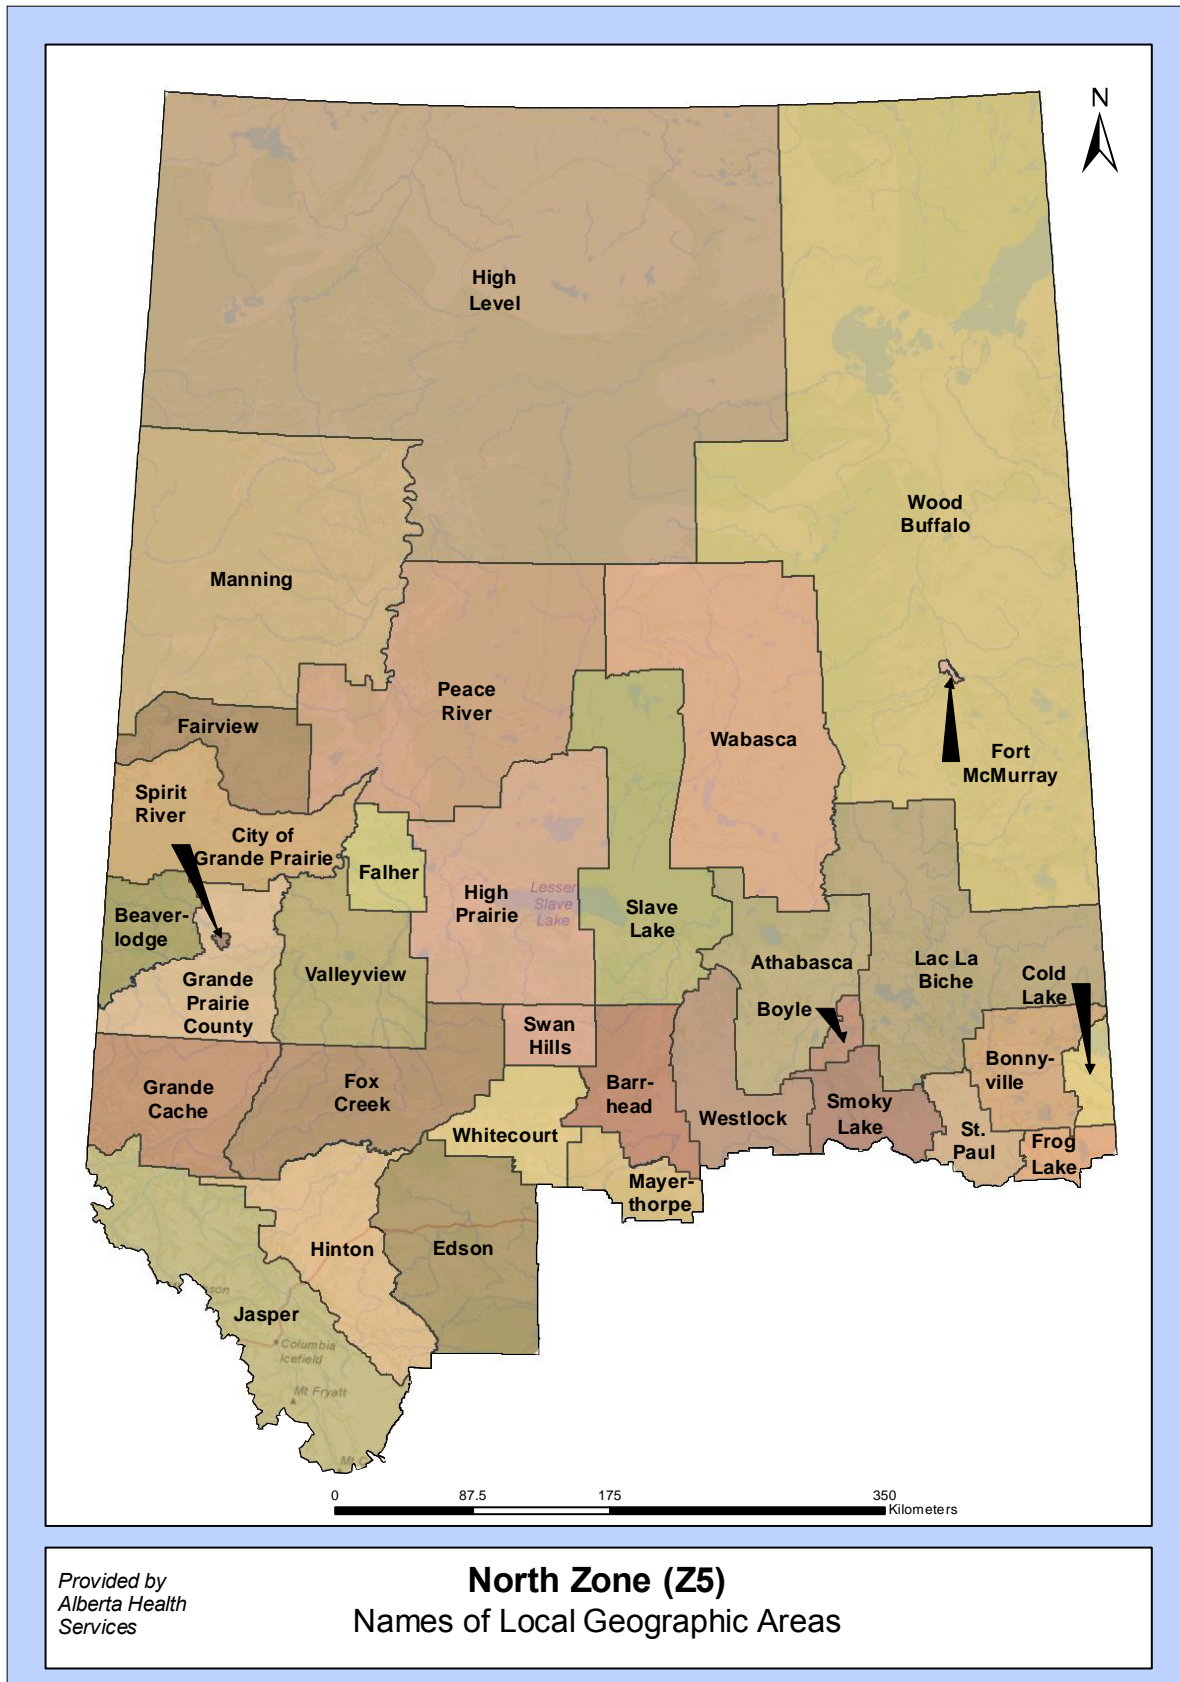 N
High
Level
Wood
Buffalo
Manning
Peace
River
Fairview
Wabasca
Fort
McMurray
Spirit
River
City of
Grande Prairie
Falher
High
Prairie
Lesser
Slave
Lake
Slave
Lake
Beaver-
lodge
Athabasca
Lac La
Biche
Cold
Lake
Valleyview
Grande
Prairie
County
Boyle
Swan
Hills
Bonny-
ville
Grande
Cache
Fox
Creek
Barr-
head
Westlock
Smoky
Lake
Whitecourt
St.
Paul
Frog
Lake
Mayer-
thorpe
Hinton
Edson
Jasper
Columbia
Icefield
Mt Fryatt
0 87.5 175 350
Kilometers
Provided by
Alberta Health
Services
North Zone (Z5)
Names of Local Geographic Areas